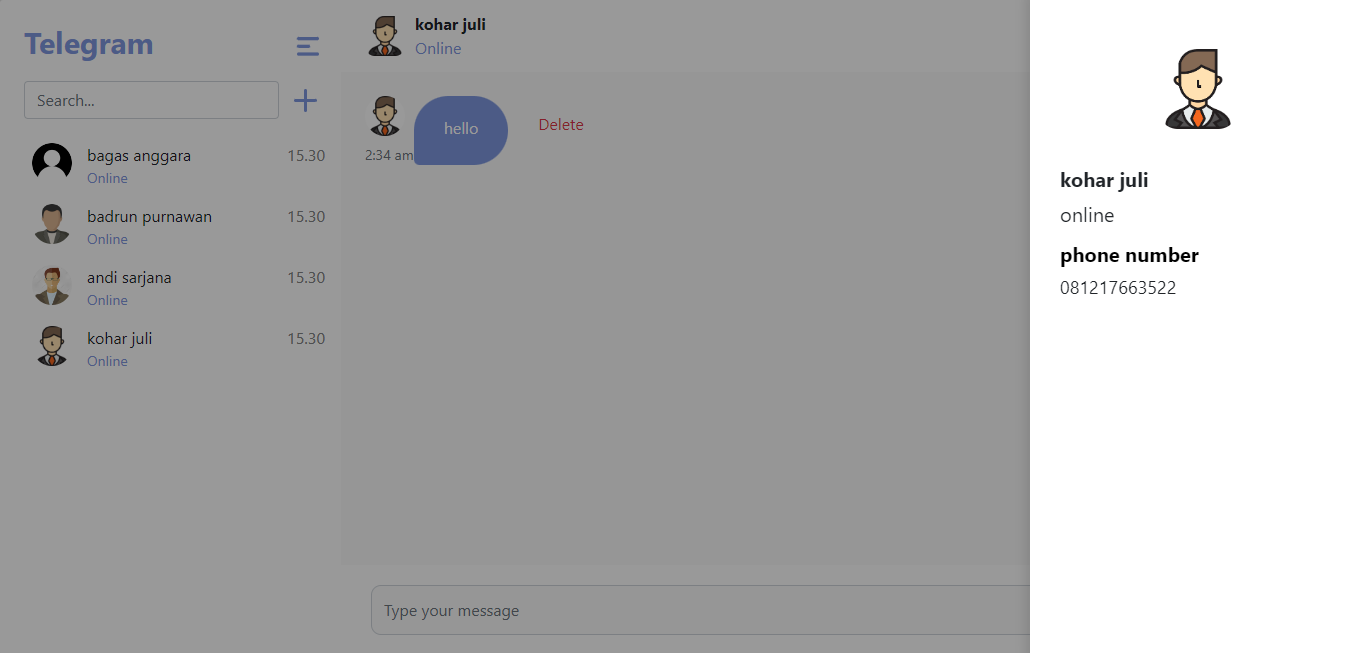 Telegram
Search...
bagas anggara
15.30
Online
badrun purnawan
15.30
Online
andi sarjana
15.30
Online
kohar juli
15.30
Online
kohar juli
Online
hello
Delete
2:34 am
Type your message
kohar juli
online
phone number
081217663522